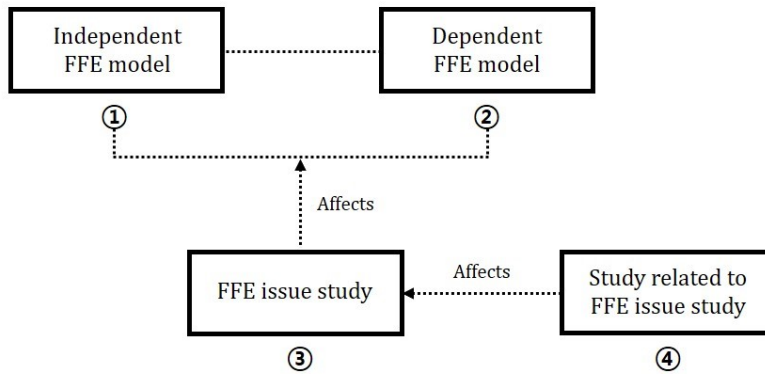 Independent
FFE model
Dependent
FFE model
①
②
Affects
FFE issue study
Affects
Study related to
FFE issue study
③
④